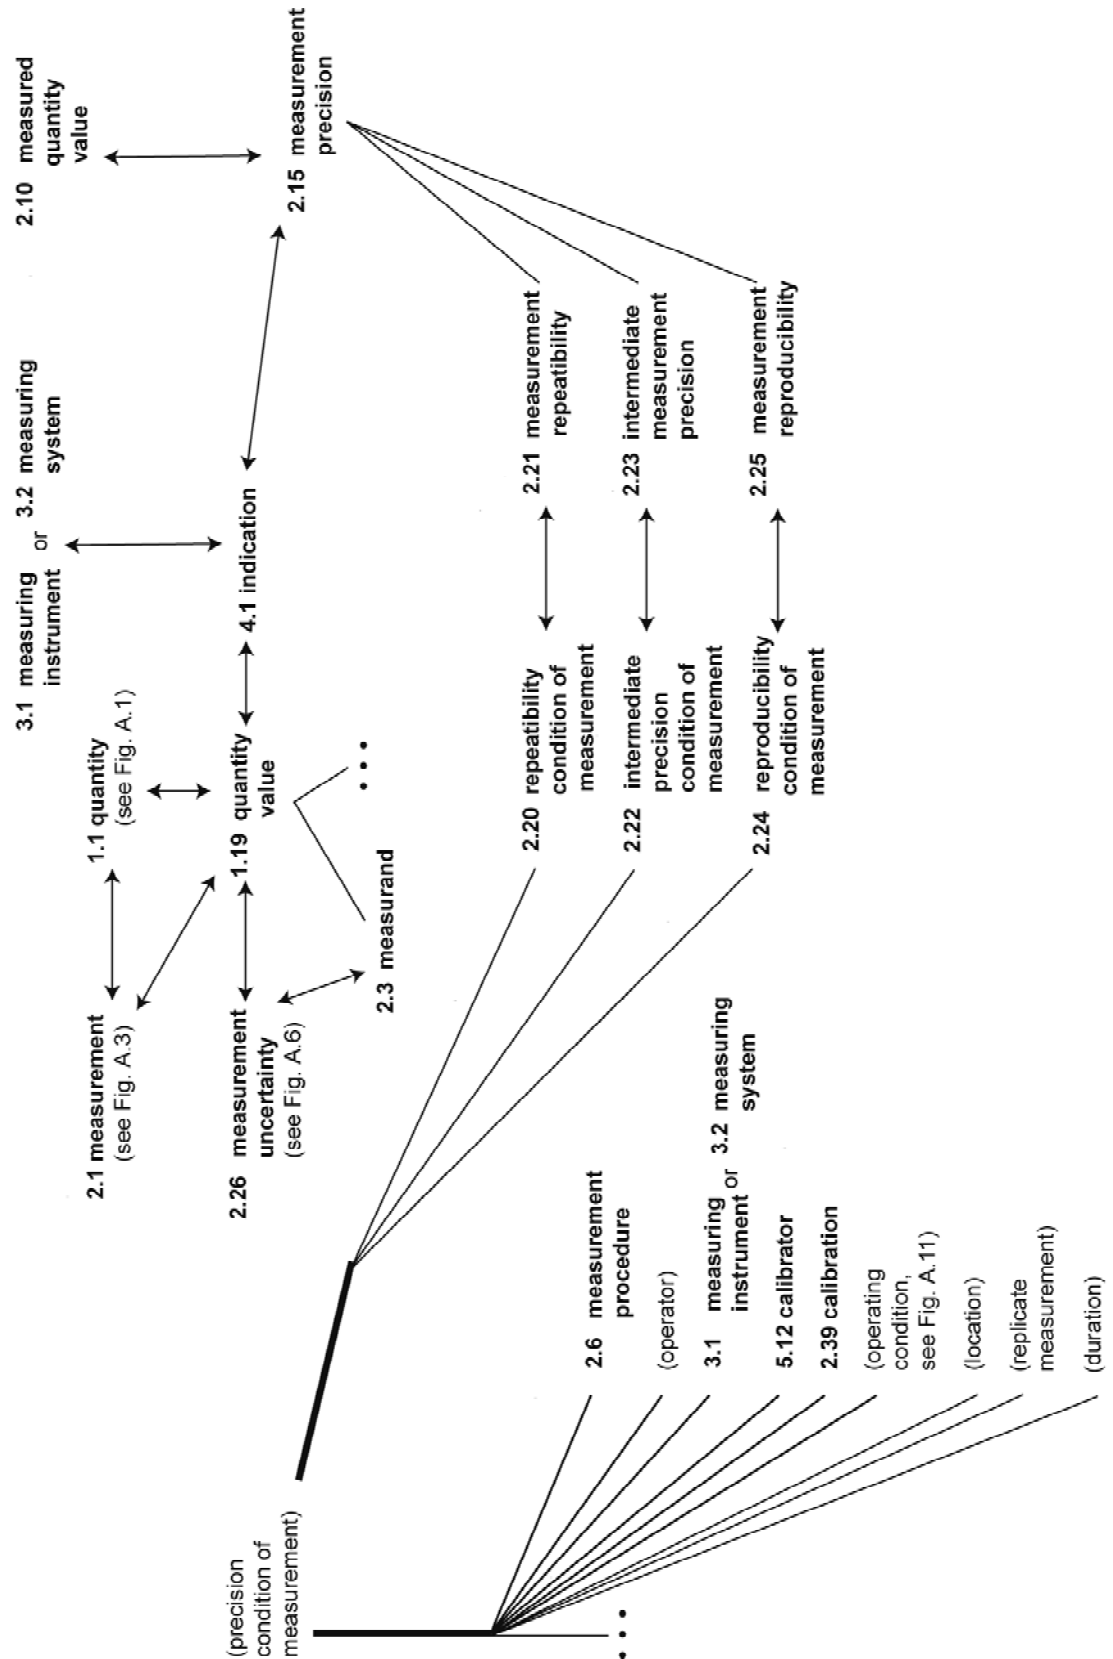 (precision
condition of
measurement)
2.1 measurement
(see Fig. A.3)
1.1 quantity
(see Fig. A.1)
3.1 measuring
instrument
or
3.2 measuring
system
2.10 measured
quantity
value
2.26 measurement
uncertainty
(see Fig. A.6)
1.19 quantity
value
4.1 indication
2.15 measurement
precision
2.3 measurand
• • •
2.20 repeatibility
condition of
measurement
2.21 measurement
repeatibility
2.22 intermediate
precision
condition of
measurement
2.23 intermediate
measurement
precision
2.24 reproducibility
condition of
measurement
2.25 measurement
reproducibility
• • •
2.6 measurement
procedure
(operator)
3.1 measuring
instrument
or
3.2 measuring
system
5.12 calibrator
2.39 calibration
(operating
condition,
see Fig. A.11)
(location)
(replicate
measurement)
(duration)